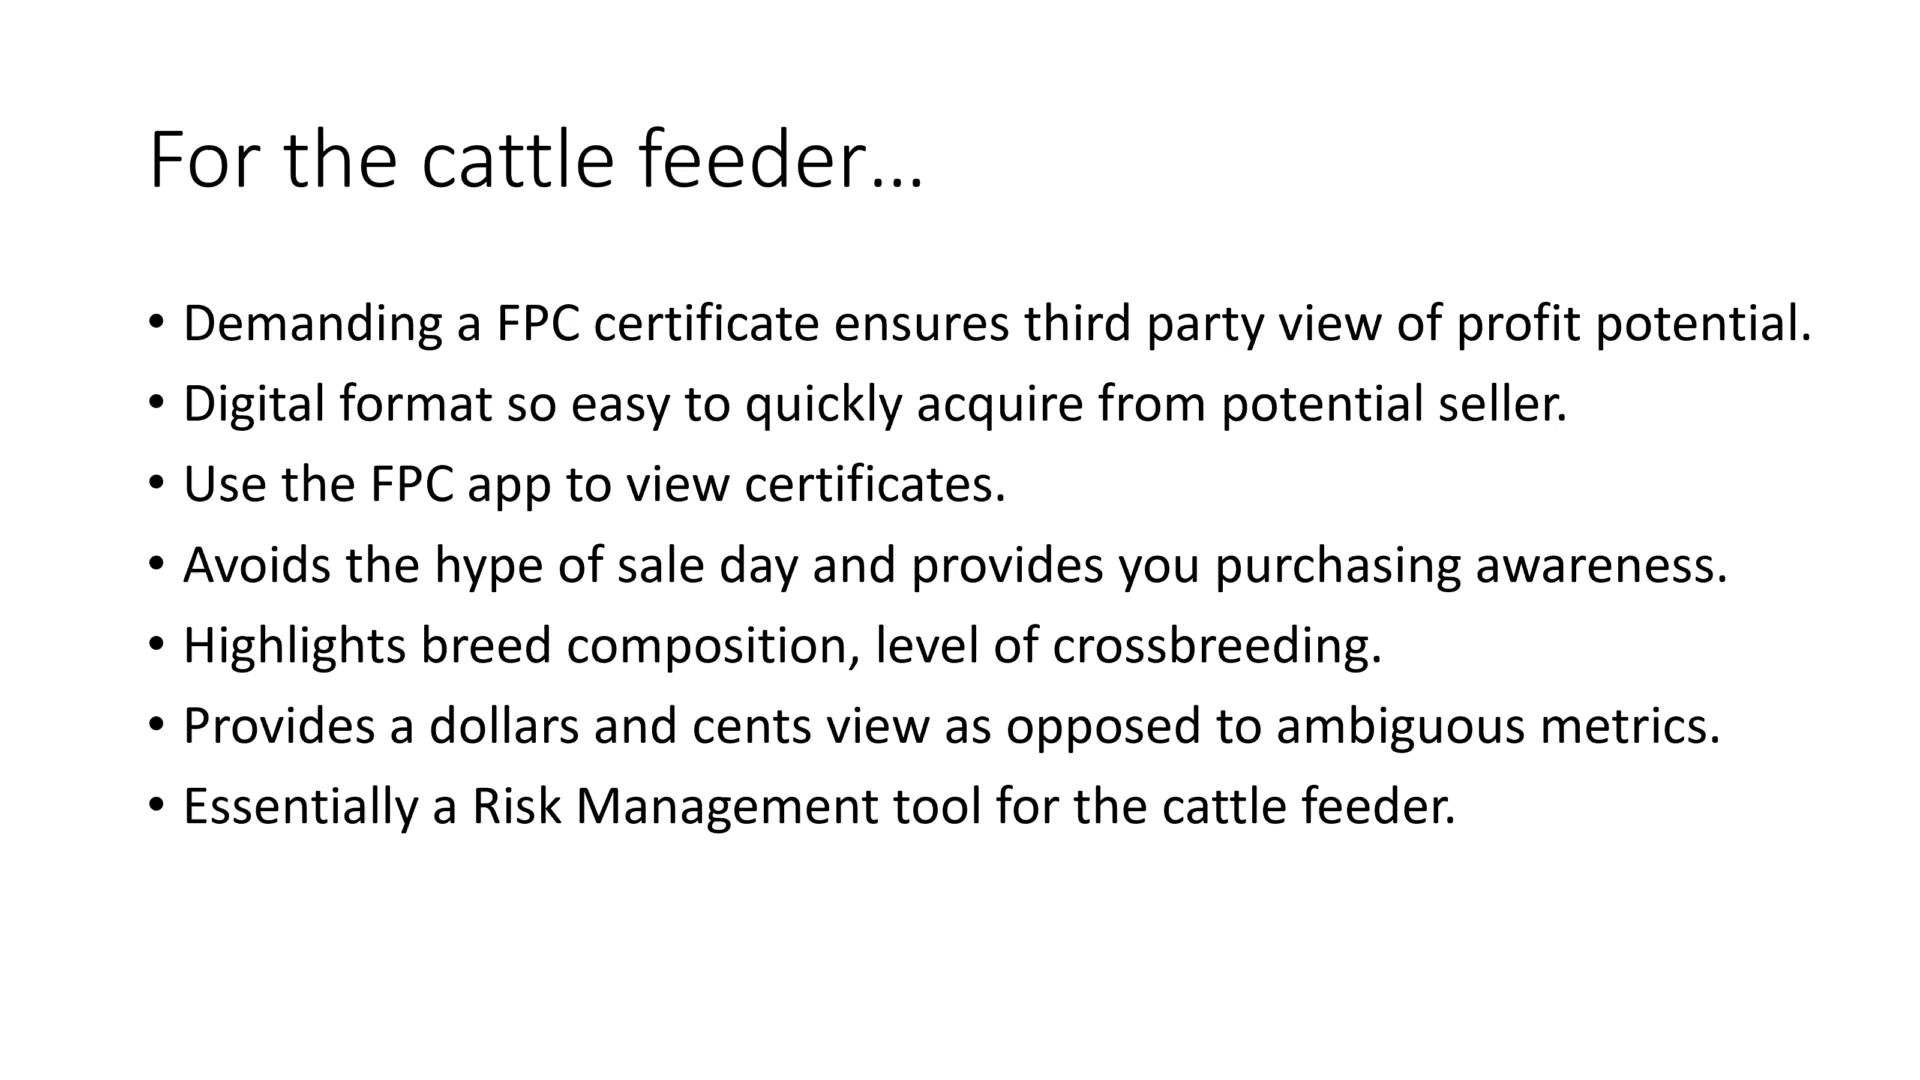 For the cattle feeder…
• Demanding a FPC certificate ensures third party view of profit potential.
• Digital format so easy to quickly acquire from potential seller.
• Use the FPC app to view certificates.
• Avoids the hype of sale day and provides you purchasing awareness.
• Highlights breed composition, level of crossbreeding.
• Provides a dollars and cents view as opposed to ambiguous metrics.
• Essentially a Risk Management tool for the cattle feeder.